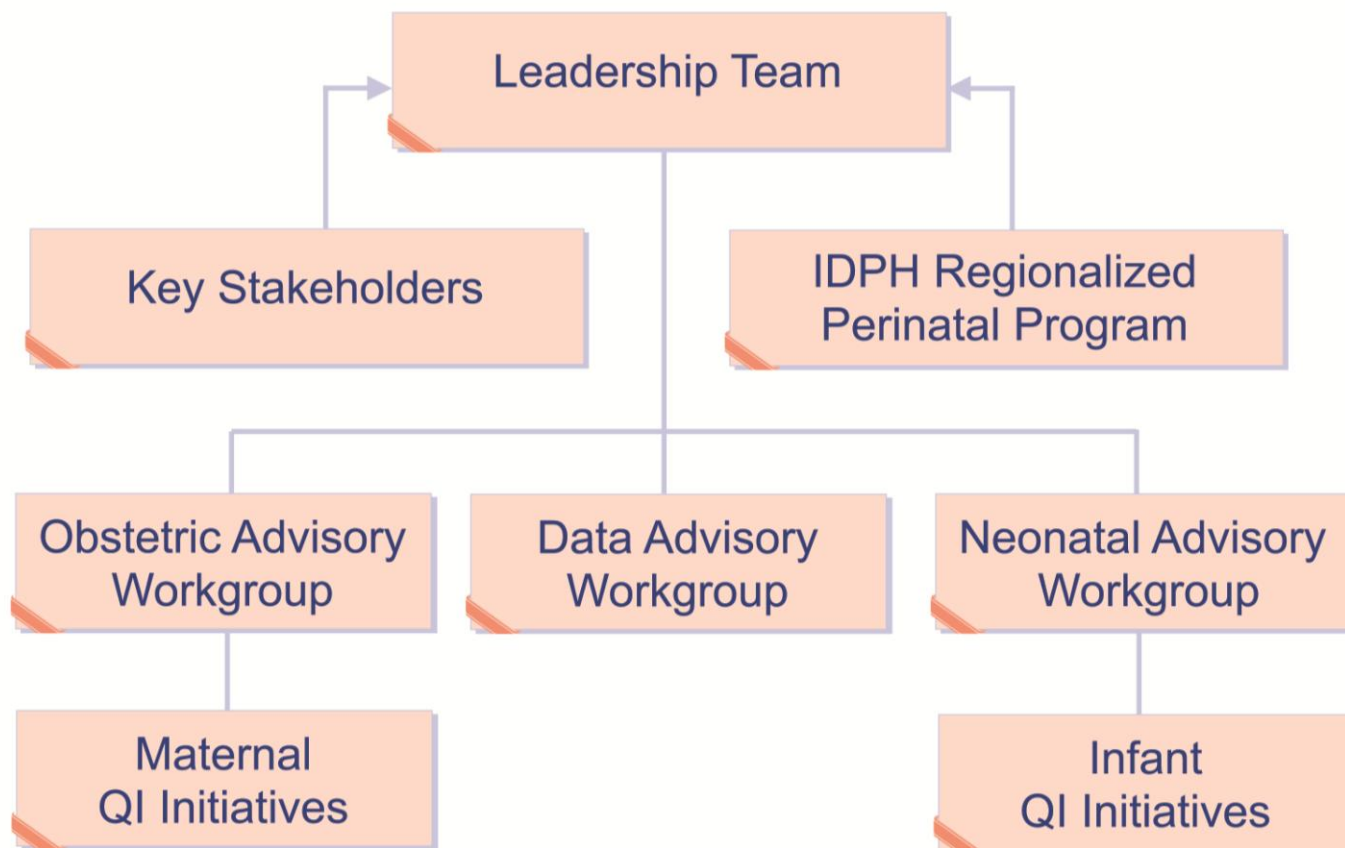 Leadership Team
Key Stakeholders
IDPH Regionalized
Perinatal Program
Obstetric Advisory
Workgroup
Data Advisory
Workgroup
Neonatal Advisory
Workgroup
Maternal
QI Initiatives
Infant
QI Initiatives